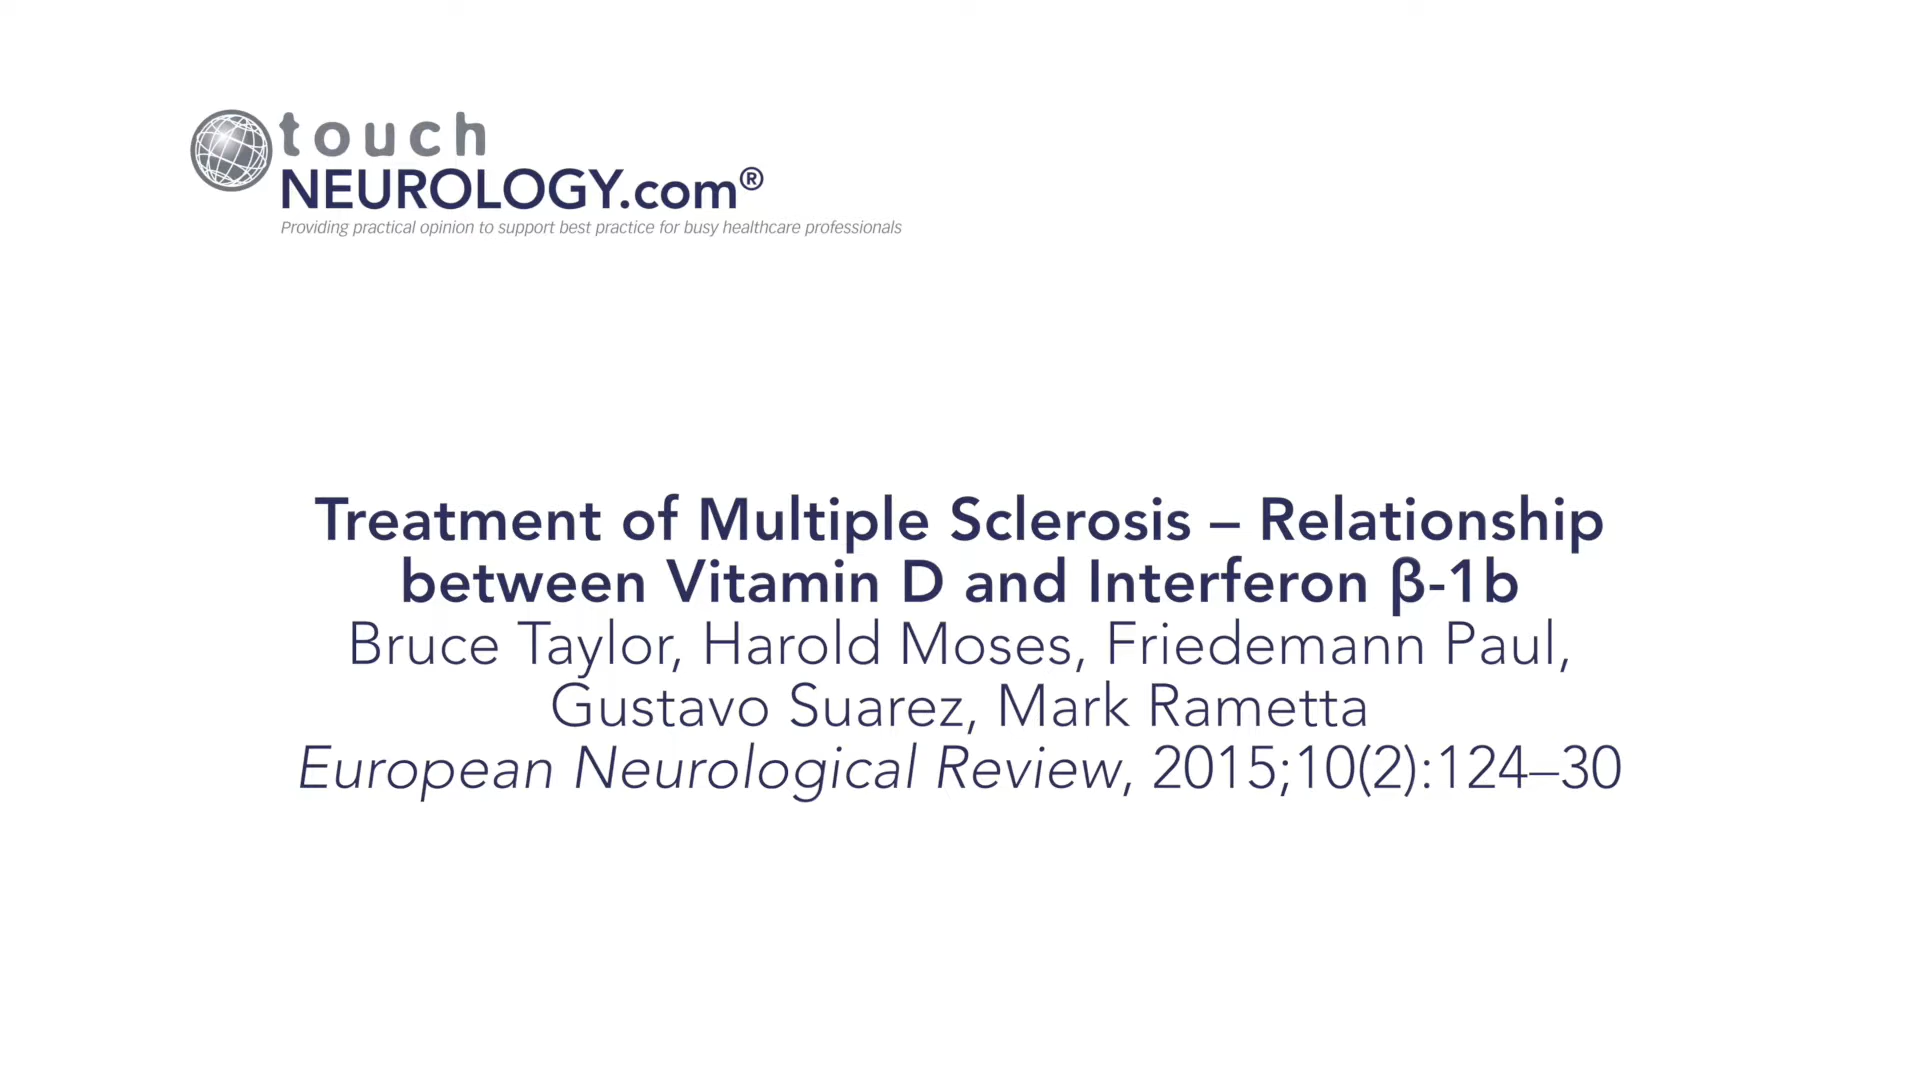 touch
NEUROLOGY.com®
Providing practical opinion to support best practice for busy healthcare professionals
Treatment of Multiple Sclerosis – Relationship
between Vitamin D and Interferon β-1b
Bruce Taylor, Harold Moses, Friedemann Paul,
Gustavo Suarez, Mark Rametta
European Neurological Review, 2015;10(2):124–30